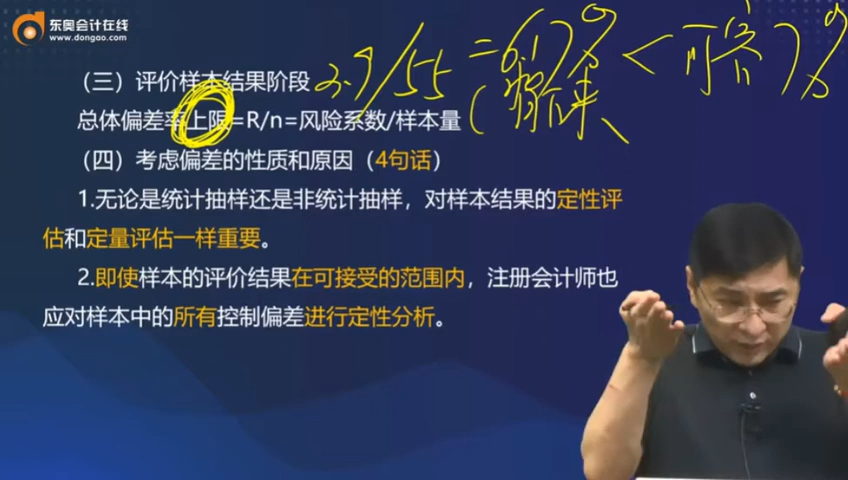 东奥会计在线
www.dongao.com
(三)评价样本结果阶段
总体偏差率上限=R/n=风险系数/样本量
(四)考虑偏差的性质和原因(4句话)
1.无论是统计抽样还是非统计抽样,对样本结果的定性评
估和定量评估一样重要。
2.即使样本的评价结果在可接受的范围内,注册会计师也
应对样本中的所有控制偏差进行定性分析。
/55 = % < 可容 7%